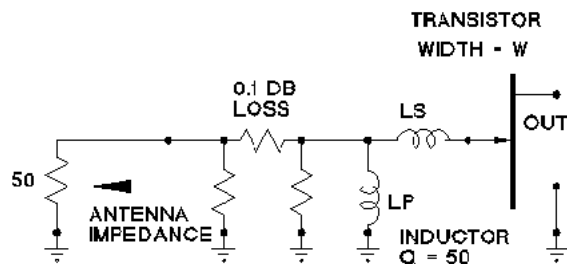 TRANSISTOR
WIDTH - W
0.1 DB
LOSS
LS
OUT
50
ANTENNA
IMPEDANCE
LP
INDUCTOR
Q = 50